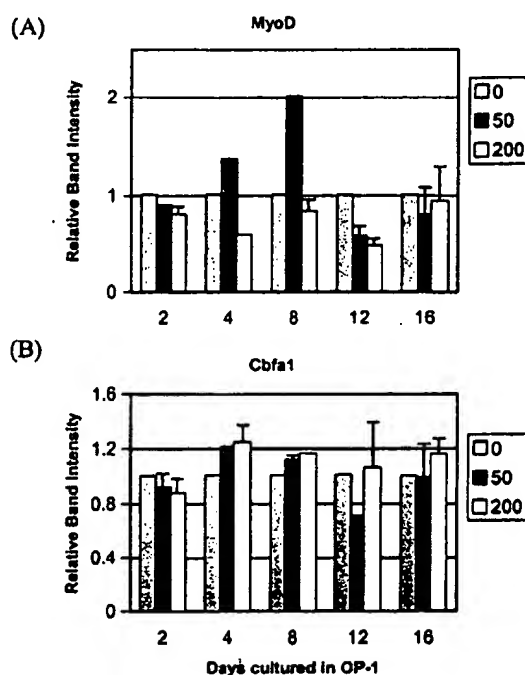 (A)
MyoD
Relative Band Intensity
2
1
0
2 4 8 12 16
0
50
200
(B)
Cbfa1
Relative Band Intensity
1.6
1.2
0.8
0.4
0
2 4 8 12 16
Days cultured in OP-1
0
50
200